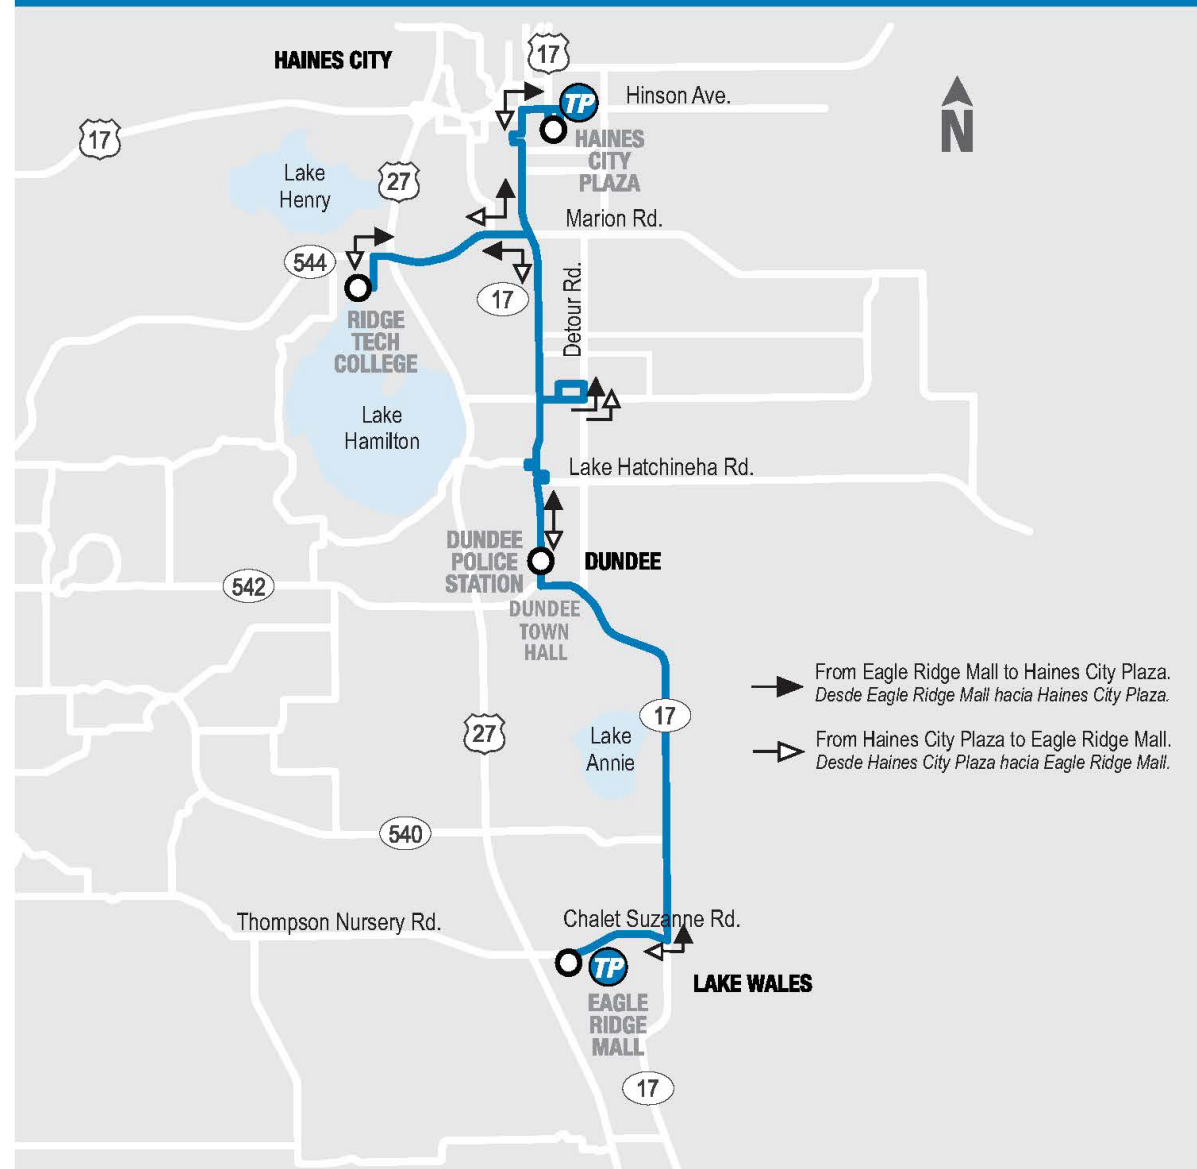 17
HAINES CITY
TP
Hinson Ave.
N
17
HAINES
CITY
PLAZA
Lake
Henry
27
Marion Rd.
544
17
Detour Rd.
RIDGE
TECH
COLLEGE
Lake
Hamilton
Lake Hatchineha Rd.
DUNDEE
POLICE
STATION
DUNDEE
542
DUNDEE
TOWN
HALL
From Eagle Ridge Mall to Haines City Plaza.
Desde Eagle Ridge Mall hacia Haines City Plaza.
17
27
Lake
Annie
From Haines City Plaza to Eagle Ridge Mall.
Desde Haines City Plaza hacia Eagle Ridge Mall.
540
Thompson Nursery Rd.
Chalet Suzanne Rd.
TP
LAKE WALES
EAGLE
RIDGE
MALL
17